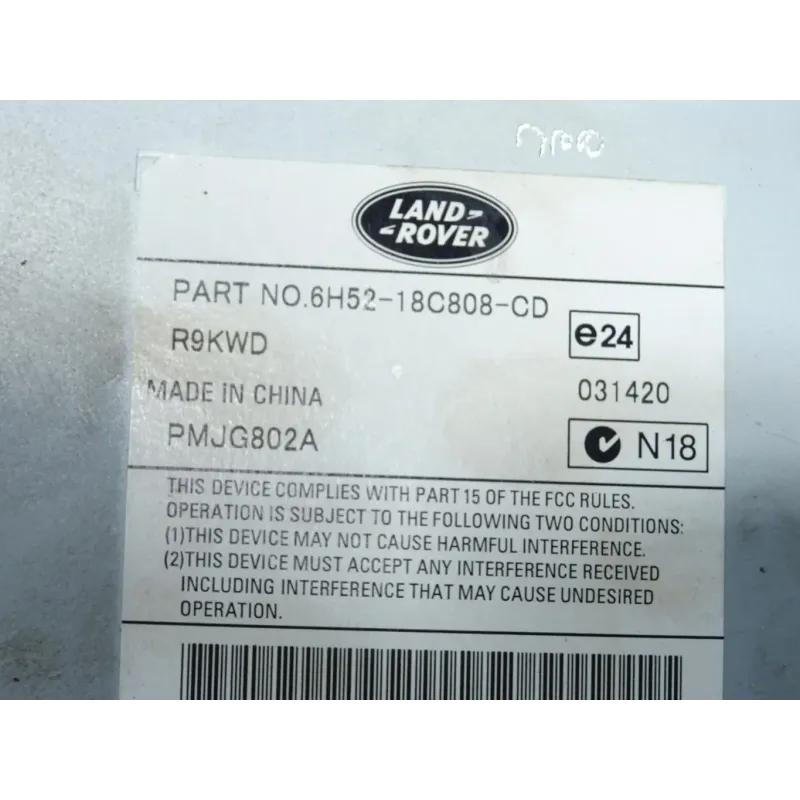 LAND
ROVER
PART NO.6H52-18C808-CD
R9KWD
e24
MADE IN CHINA
031420
PMJG802A
N18
THIS DEVICE COMPLIES WITH PART 15 OF THE FCC RULES.
OPERATION IS SUBJECT TO THE FOLLOWING TWO CONDITIONS:
(1)THIS DEVICE MAY NOT CAUSE HARMFUL INTERFERENCE.
(2)THIS DEVICE MUST ACCEPT ANY INTERFERENCE RECEIVED
INCLUDING INTERFERENCE THAT MAY CAUSE UNDESIRED
OPERATION.